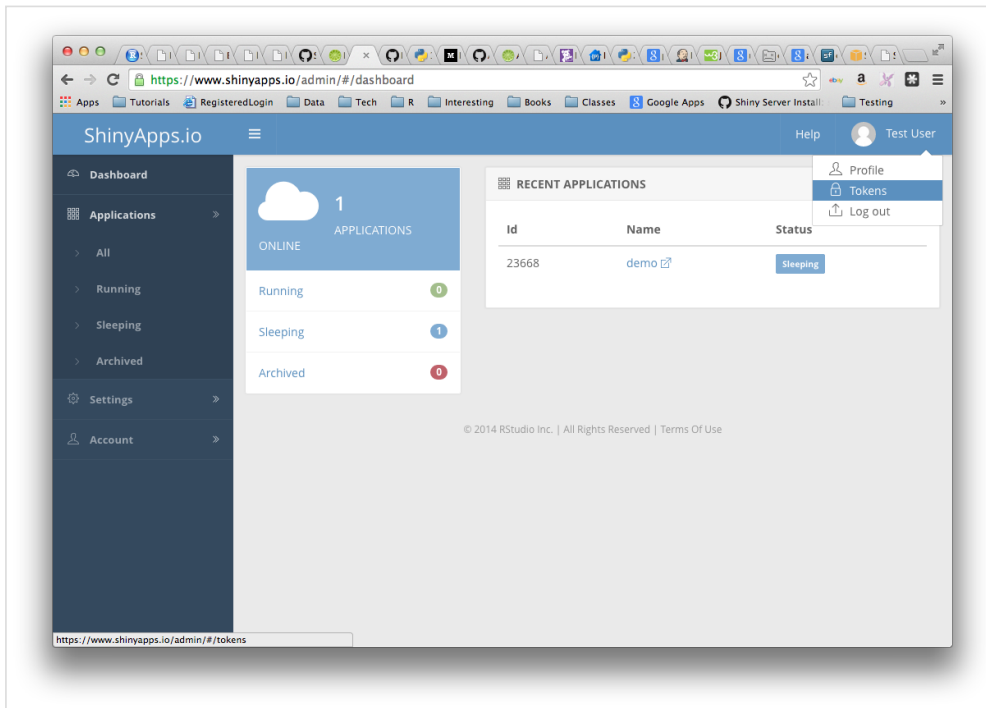 https://www.shinyapps.io/admin/#/dashboard
Apps Tutorials RegisteredLogin Data Tech R Interesting Books Classes Google Apps Shiny Server Install Testing »
ShinyApps.io Help Test User
Profile
Tokens
Log out
Dashboard
Applications »
All
Running
Sleeping
Archived
Settings »
Account »
1
APPLICATIONS
ONLINE
Running 0
Sleeping 1
Archived 0
RECENT APPLICATIONS
Id Name Status
23668 demo Sleeping
© 2014 RStudio Inc. | All Rights Reserved | Terms Of Use
https://www.shinyapps.io/admin/#/tokens